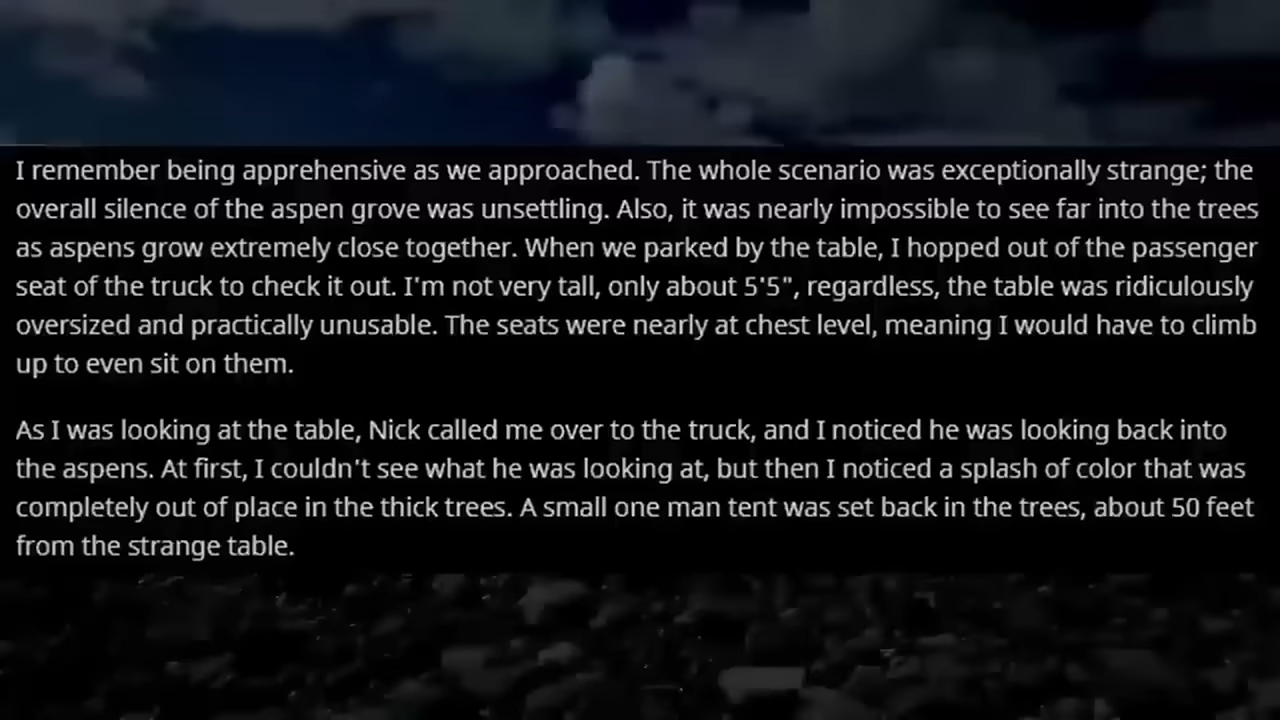 I remember being apprehensive as we approached. The whole scenario was exceptionally strange; the
overall silence of the aspen grove was unsettling. Also, it was nearly impossible to see far into the trees
as aspens grow extremely close together. When we parked by the table, I hopped out of the passenger
seat of the truck to check it out. I'm not very tall, only about 5'5", regardless, the table was ridiculously
oversized and practically unusable. The seats were nearly at chest level, meaning I would have to climb
up to even sit on them.
As I was looking at the table, Nick called me over to the truck, and I noticed he was looking back into
the aspens. At first, I couldn't see what he was looking at, but then I noticed a splash of color that was
completely out of place in the thick trees. A small one man tent was set back in the trees, about 50 feet
from the strange table.